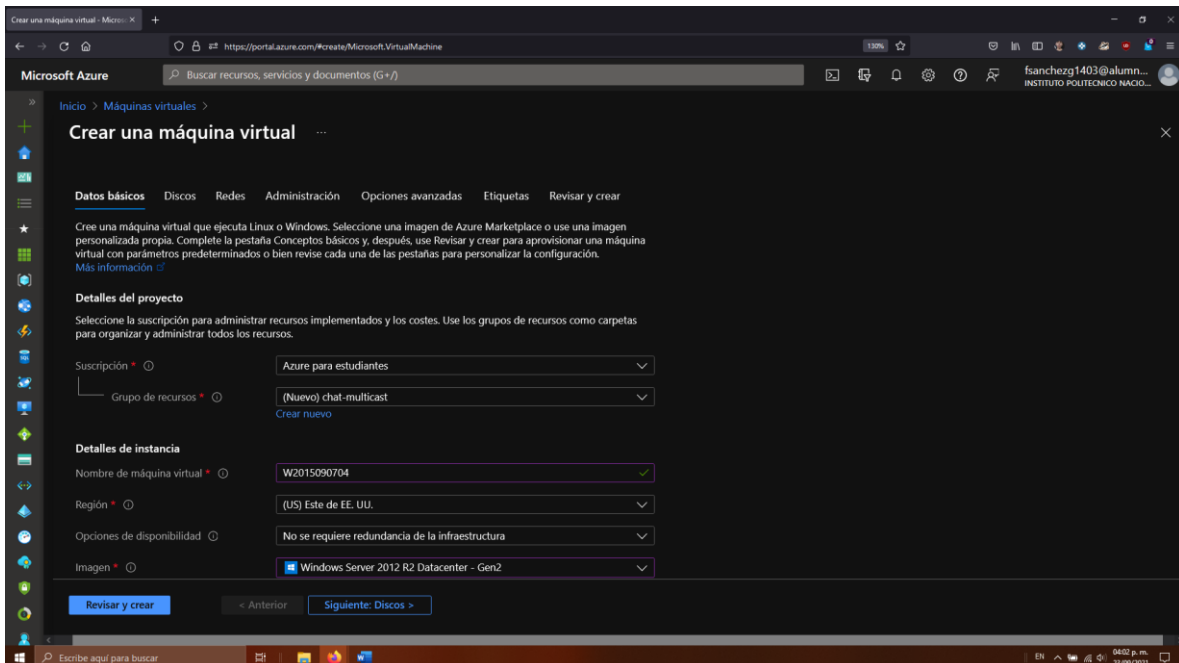 Crear una máquina virtual - Micros
https://portal.azure.com/#create/Microsoft.VirtualMachine
130%
Microsoft Azure
Buscar recursos, servicios y documentos (G+/)
fsanchezg1403@alumn...
INSTITUTO POLITECNICO NACIO...
Inicio > Máquinas virtuales >
Crear una máquina virtual ...
Datos básicos Discos Redes Administración Opciones avanzadas Etiquetas Revisar y crear
Cree una máquina virtual que ejecuta Linux o Windows. Seleccione una imagen de Azure Marketplace o use una imagen
personalizada propia. Complete la pestaña Conceptos básicos y, después, use Revisar y crear para aprovisionar una máquina
virtual con parámetros predeterminados o bien revise cada una de las pestañas para personalizar la configuración.
Más información
Detalles del proyecto
Seleccione la suscripción para administrar recursos implementados y los costes. Use los grupos de recursos como carpetas
para organizar y administrar todos los recursos.
Suscripción * Azure para estudiantes
Grupo de recursos * (Nuevo) chat-multicast
Crear nuevo
Detalles de instancia
Nombre de máquina virtual * W2015090704
Región * (US) Este de EE. UU.
Opciones de disponibilidad No se requiere redundancia de la infraestructura
Imagen * Windows Server 2012 R2 Datacenter - Gen2
Revisar y crear < Anterior Siguiente: Discos >
Escribe aquí para buscar
EN 04:02 p. m.